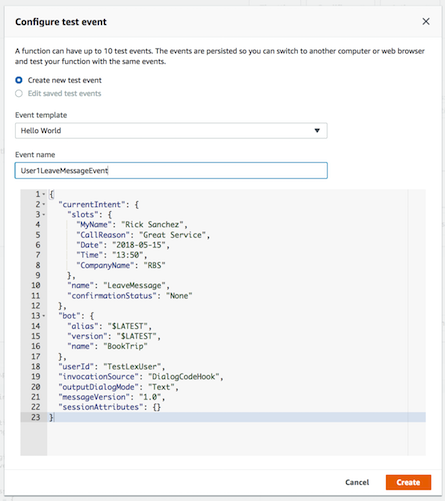 Configure test event
A function can have up to 10 test events. The events are persisted so you can switch to another computer or web browser
and test your function with the same events.
Create new test event
Edit saved test events
Event template
Hello World
Event name
User1LeaveMessageEvent
1 {
2 "currentIntent": {
3 "slots": {
4 "MyName": "Rick Sanchez",
5 "CallReason": "Great Service",
6 "Date": "2018-05-15",
7 "Time": "13:50",
8 "CompanyName": "RBS"
9 },
10 "name": "LeaveMessage",
11 "confirmationStatus": "None"
12 },
13 "bot": {
14 "alias": "$LATEST",
15 "version": "$LATEST",
16 "name": "BookTrip"
17 },
18 "userId": "TestLexUser",
19 "invocationSource": "DialogCodeHook",
20 "outputDialogMode": "Text",
21 "messageVersion": "1.0",
22 "sessionAttributes": {}
23 }
Cancel
Create